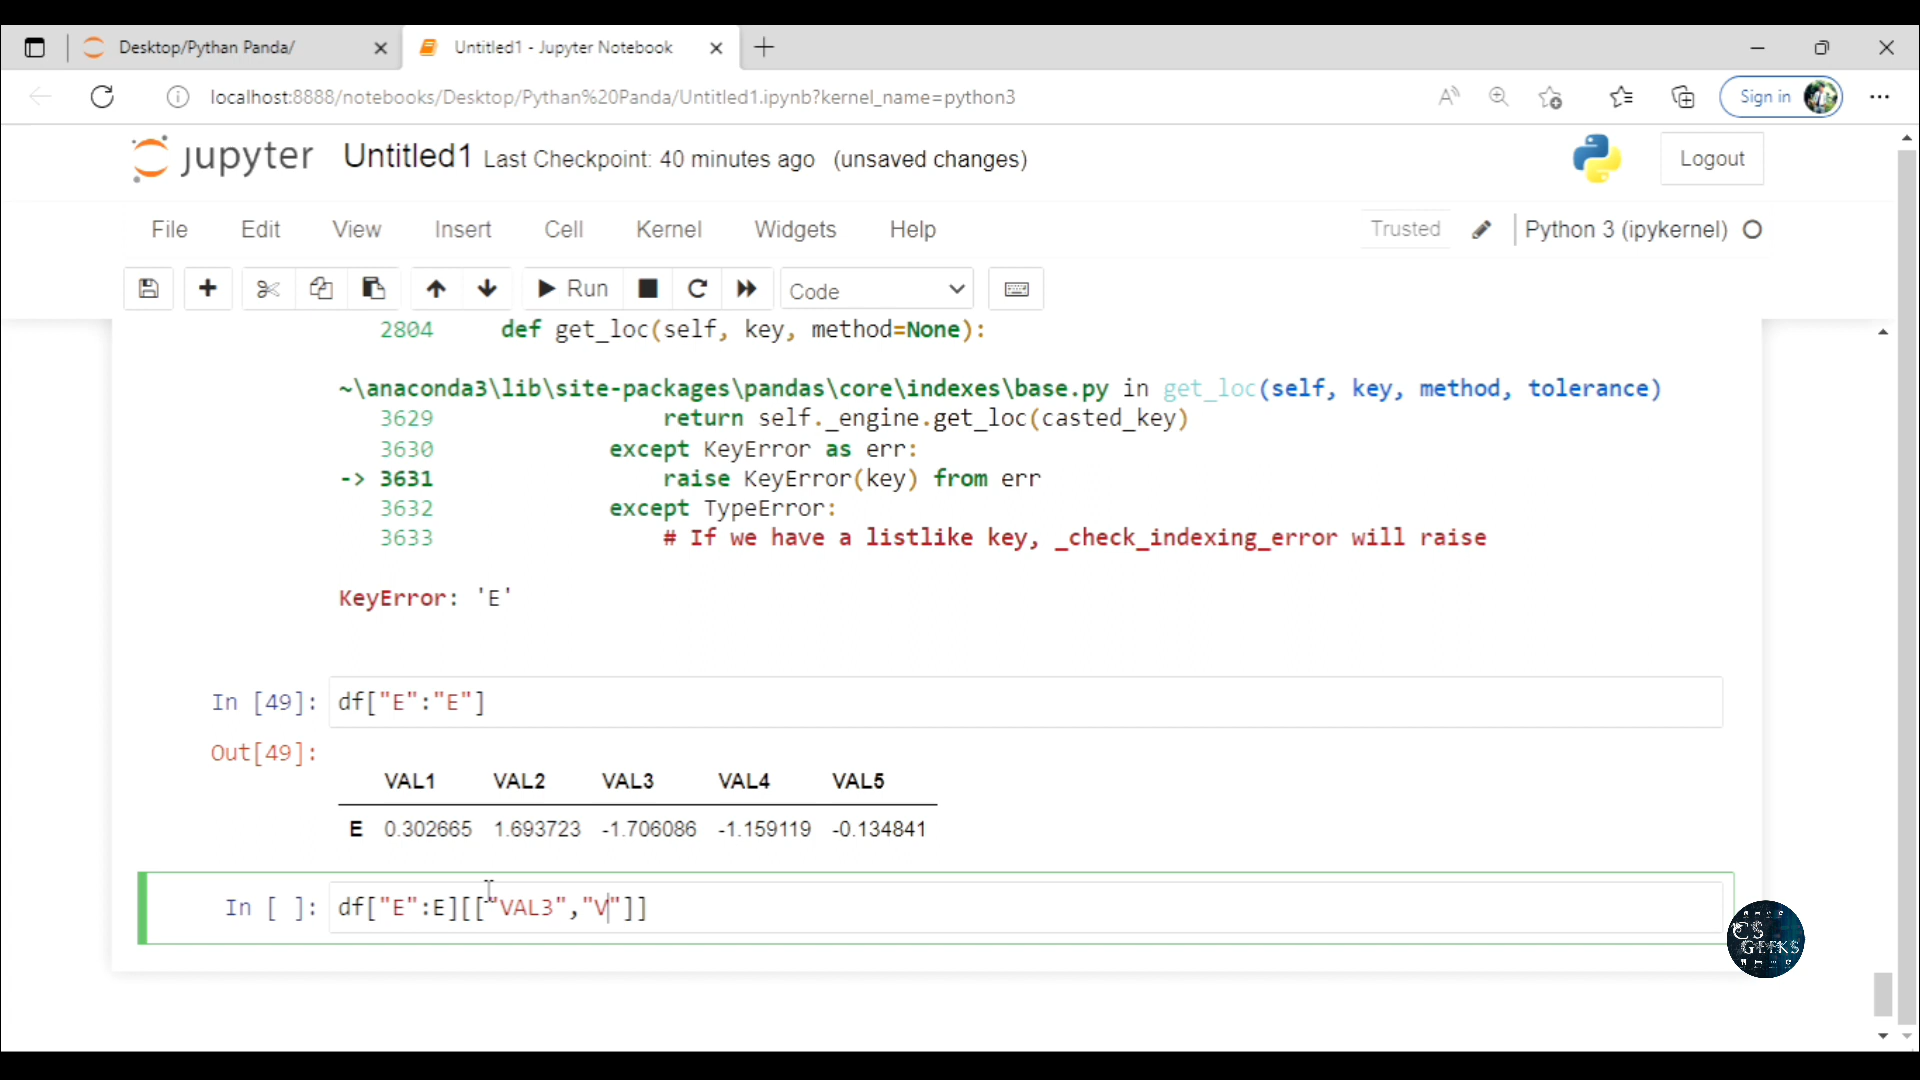 Desktop/Pythan Panda/
Untitled1 - Jupyter Notebook
localhost:8888/notebooks/Desktop/Pythan%20Panda/Untitled1.ipynb?kernel_name=python3
Sign in
jupyter Untitled1 Last Checkpoint: 40 minutes ago (unsaved changes)
Logout
File Edit View Insert Cell Kernel Widgets Help
Trusted Python 3 (ipykernel)
Run Code
2804 def get_loc(self, key, method=None):
~\anaconda3\lib\site-packages\pandas\core\indexes\base.py in get_loc(self, key, method, tolerance)
3629 return self._engine.get_loc(casted_key)
3630 except KeyError as err:
-> 3631 raise KeyError(key) from err
3632 except TypeError:
3633 # If we have a listlike key, _check_indexing_error will raise
KeyError: 'E'
In [49]: df["E":"E"]
Out[49]:
VAL1 VAL2 VAL3 VAL4 VAL5
E 0.302665 1.693723 -1.706086 -1.159119 -0.134841
In [ ]: df["E":E][["VAL3","V"]]
CS
GEEKS